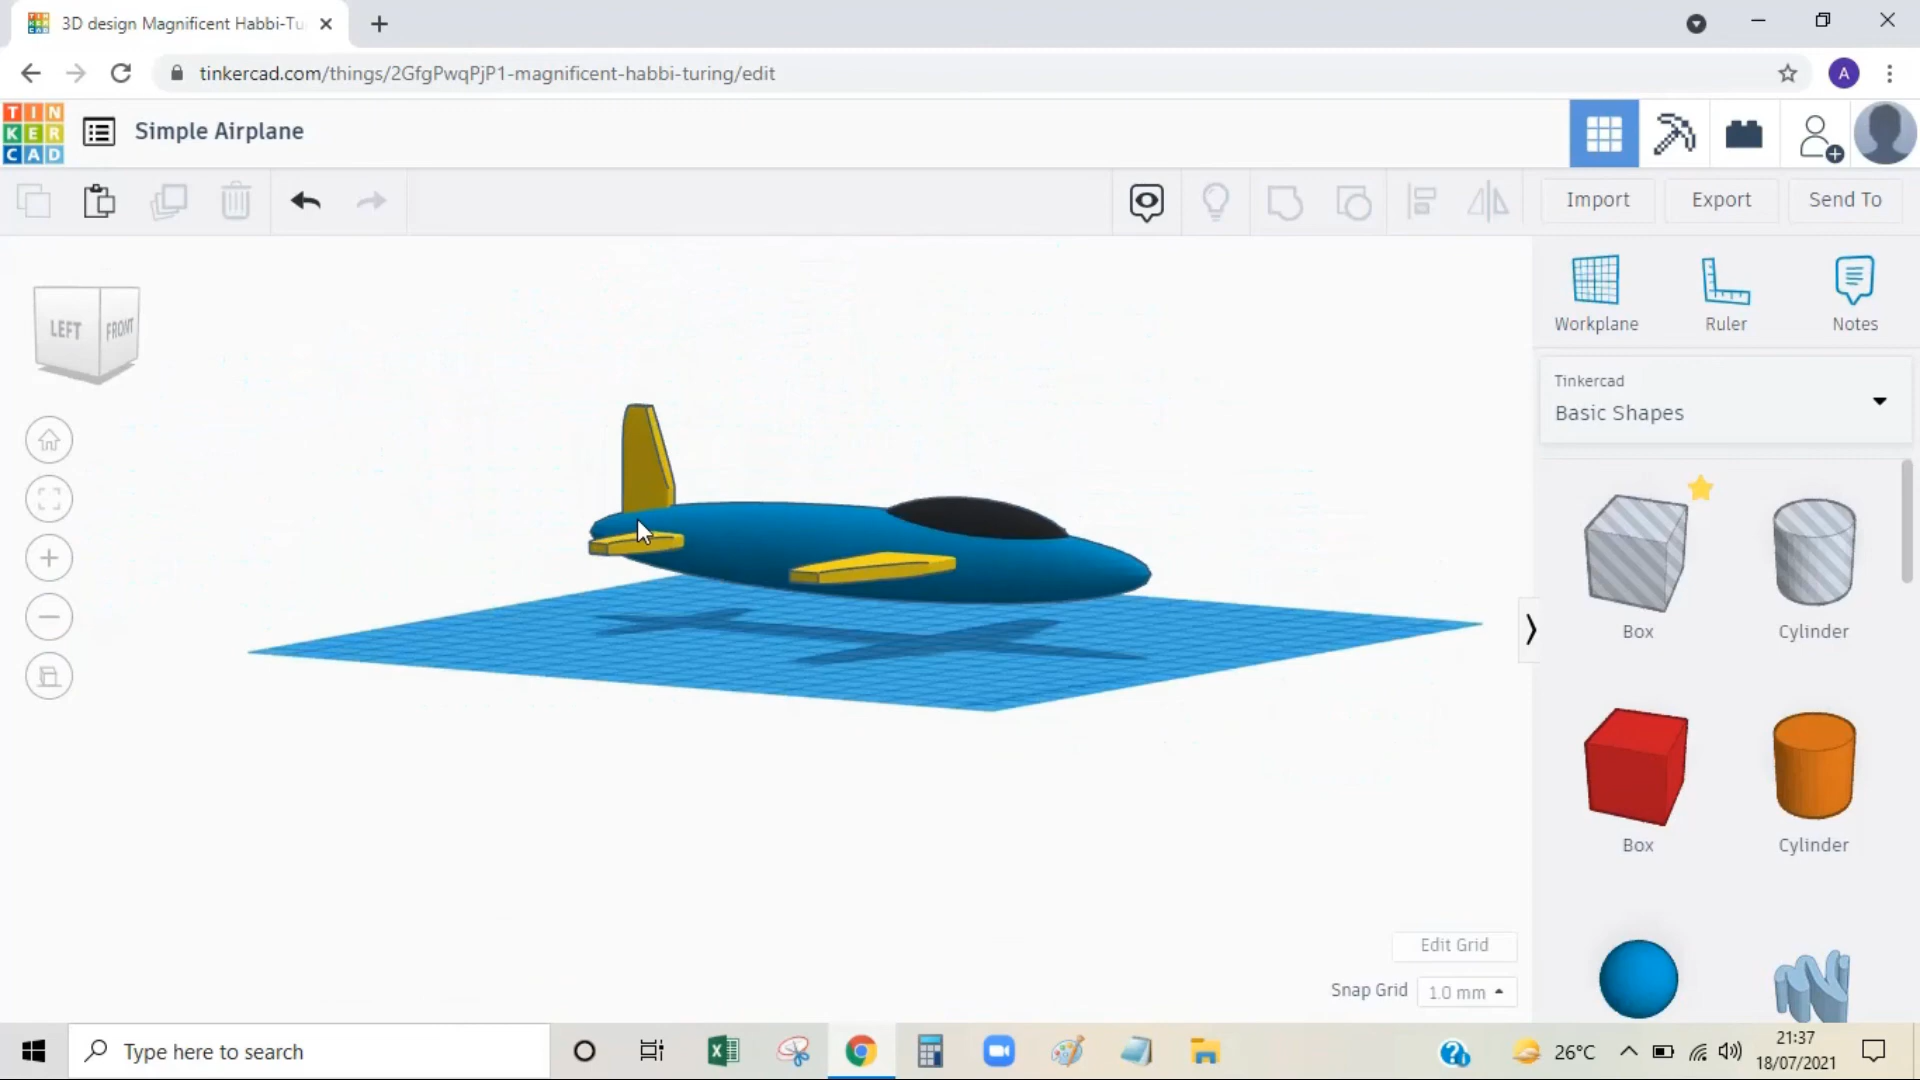 3D design Magnificent Habbi-Tu
tinkercad.com/things/2GfgPwqPjP1-magnificent-habbi-turing/edit
A
TIN
KER
CAD
Simple Airplane
Import
Export
Send To
LEFT
FRONT
Workplane
Ruler
Notes
Tinkercad
Basic Shapes
Box
Cylinder
Box
Cylinder
Edit Grid
Snap Grid
1.0 mm
Type here to search
26°C
21:37
18/07/2021